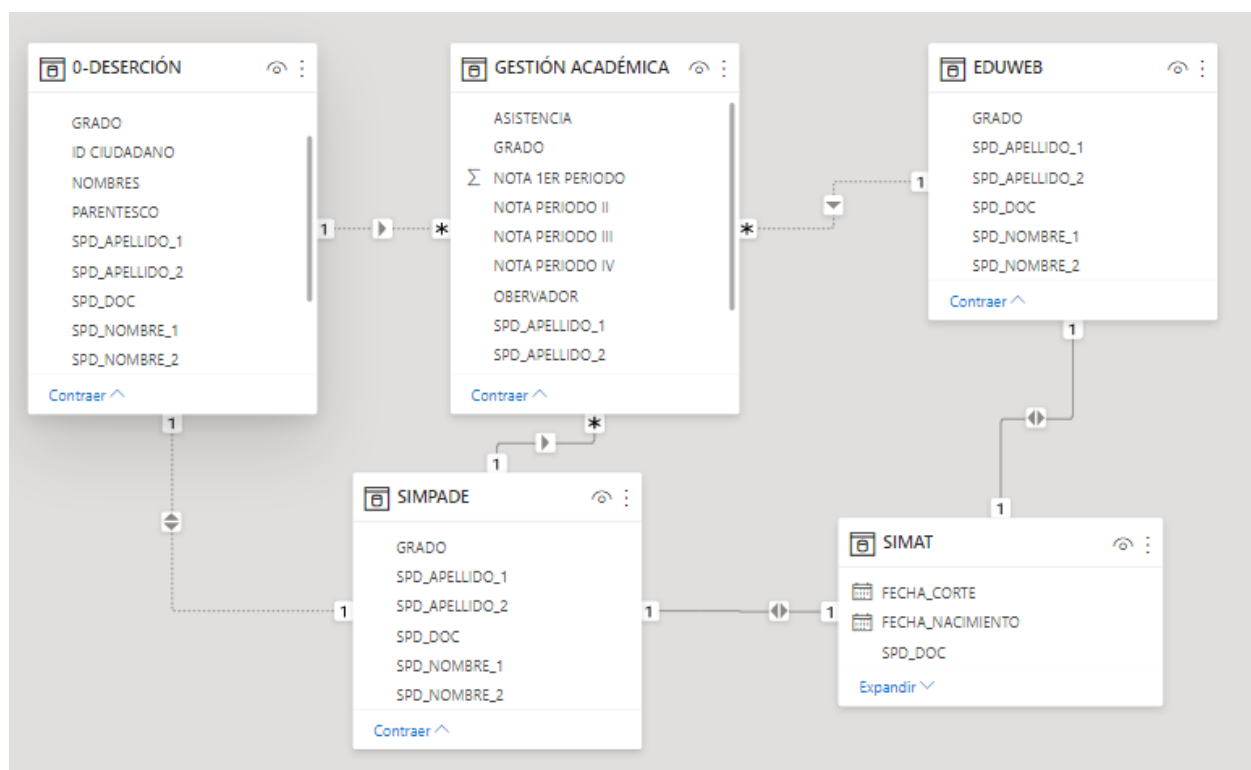 0-DESERCIÓN
GRADO
ID CIUDADANO
NOMBRES
PARENTESCO
SPD_APELLIDO_1
SPD_APELLIDO_2
SPD_DOC
SPD_NOMBRE_1
SPD_NOMBRE_2
Contraer
1
*
1
1
GESTIÓN ACADÉMICA
ASISTENCIA
GRADO
Σ NOTA 1ER PERIODO
NOTA PERIODO II
NOTA PERIODO III
NOTA PERIODO IV
OBERVADOR
SPD_APELLIDO_1
SPD_APELLIDO_2
Contraer
*
1
*
1
EDUWEB
GRADO
SPD_APELLIDO_1
SPD_APELLIDO_2
SPD_DOC
SPD_NOMBRE_1
SPD_NOMBRE_2
Contraer
1
1
SIMPADE
GRADO
SPD_APELLIDO_1
SPD_APELLIDO_2
SPD_DOC
SPD_NOMBRE_1
SPD_NOMBRE_2
Contraer
1
1
SIMAT
FECHA_CORTE
FECHA_NACIMIENTO
SPD_DOC
Expandir